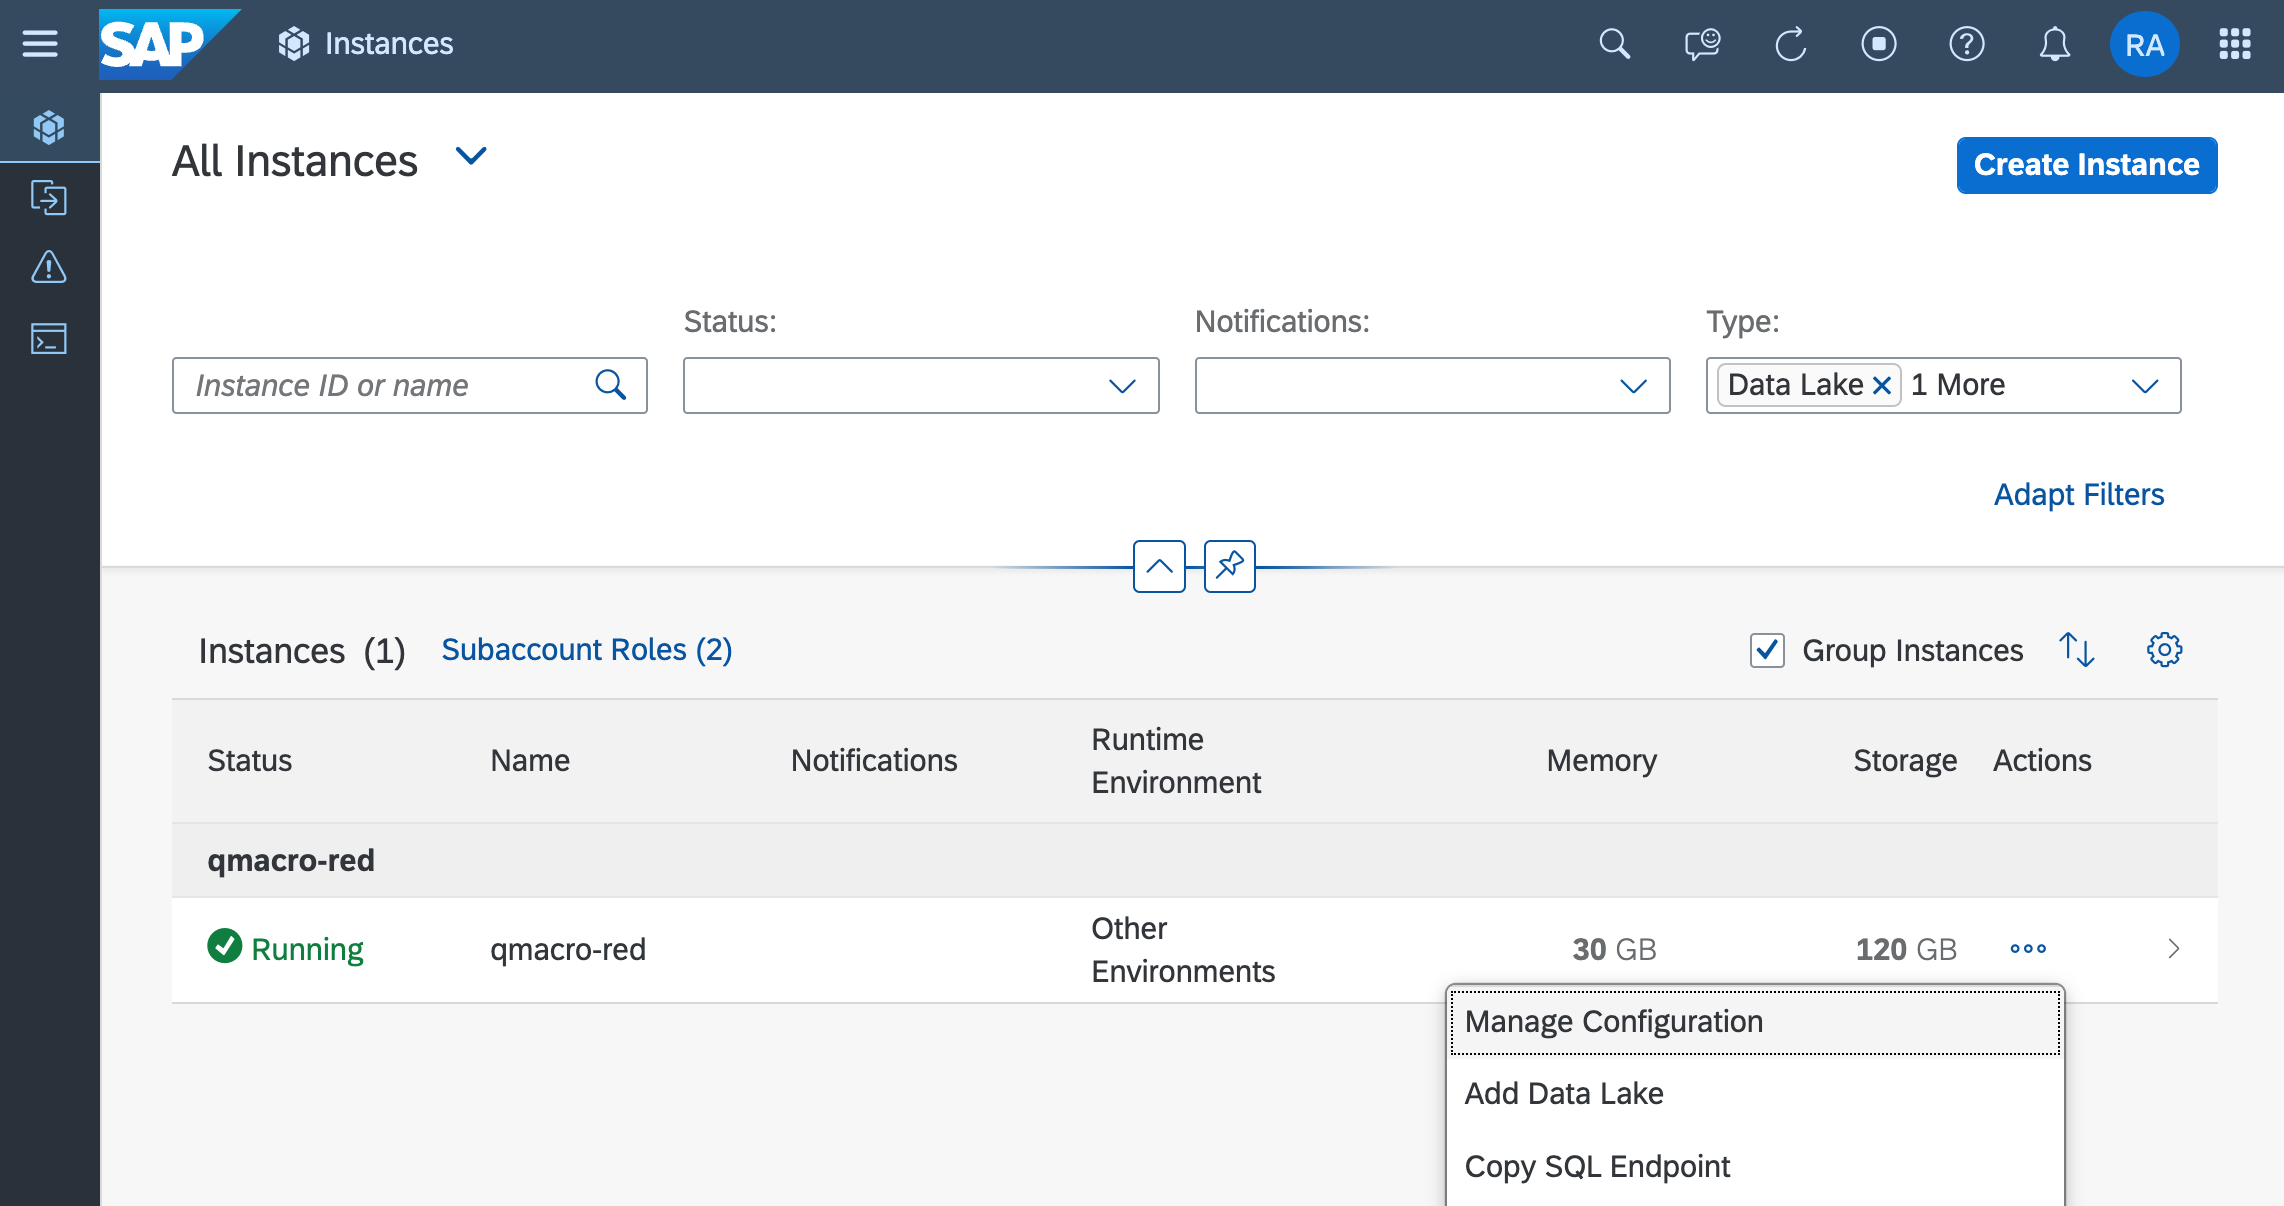 SAP
Instances
RA
All Instances
Create Instance
Status:
Notifications:
Type:
Instance ID or name
Data Lake
1 More
Adapt Filters
Instances (1)
Subaccount Roles (2)
Group Instances
Status
Name
Notifications
Runtime
Environment
Memory
Storage
Actions
qmacro-red
Running
qmacro-red
Other
Environments
30 GB
120 GB
Manage Configuration
Add Data Lake
Copy SQL Endpoint